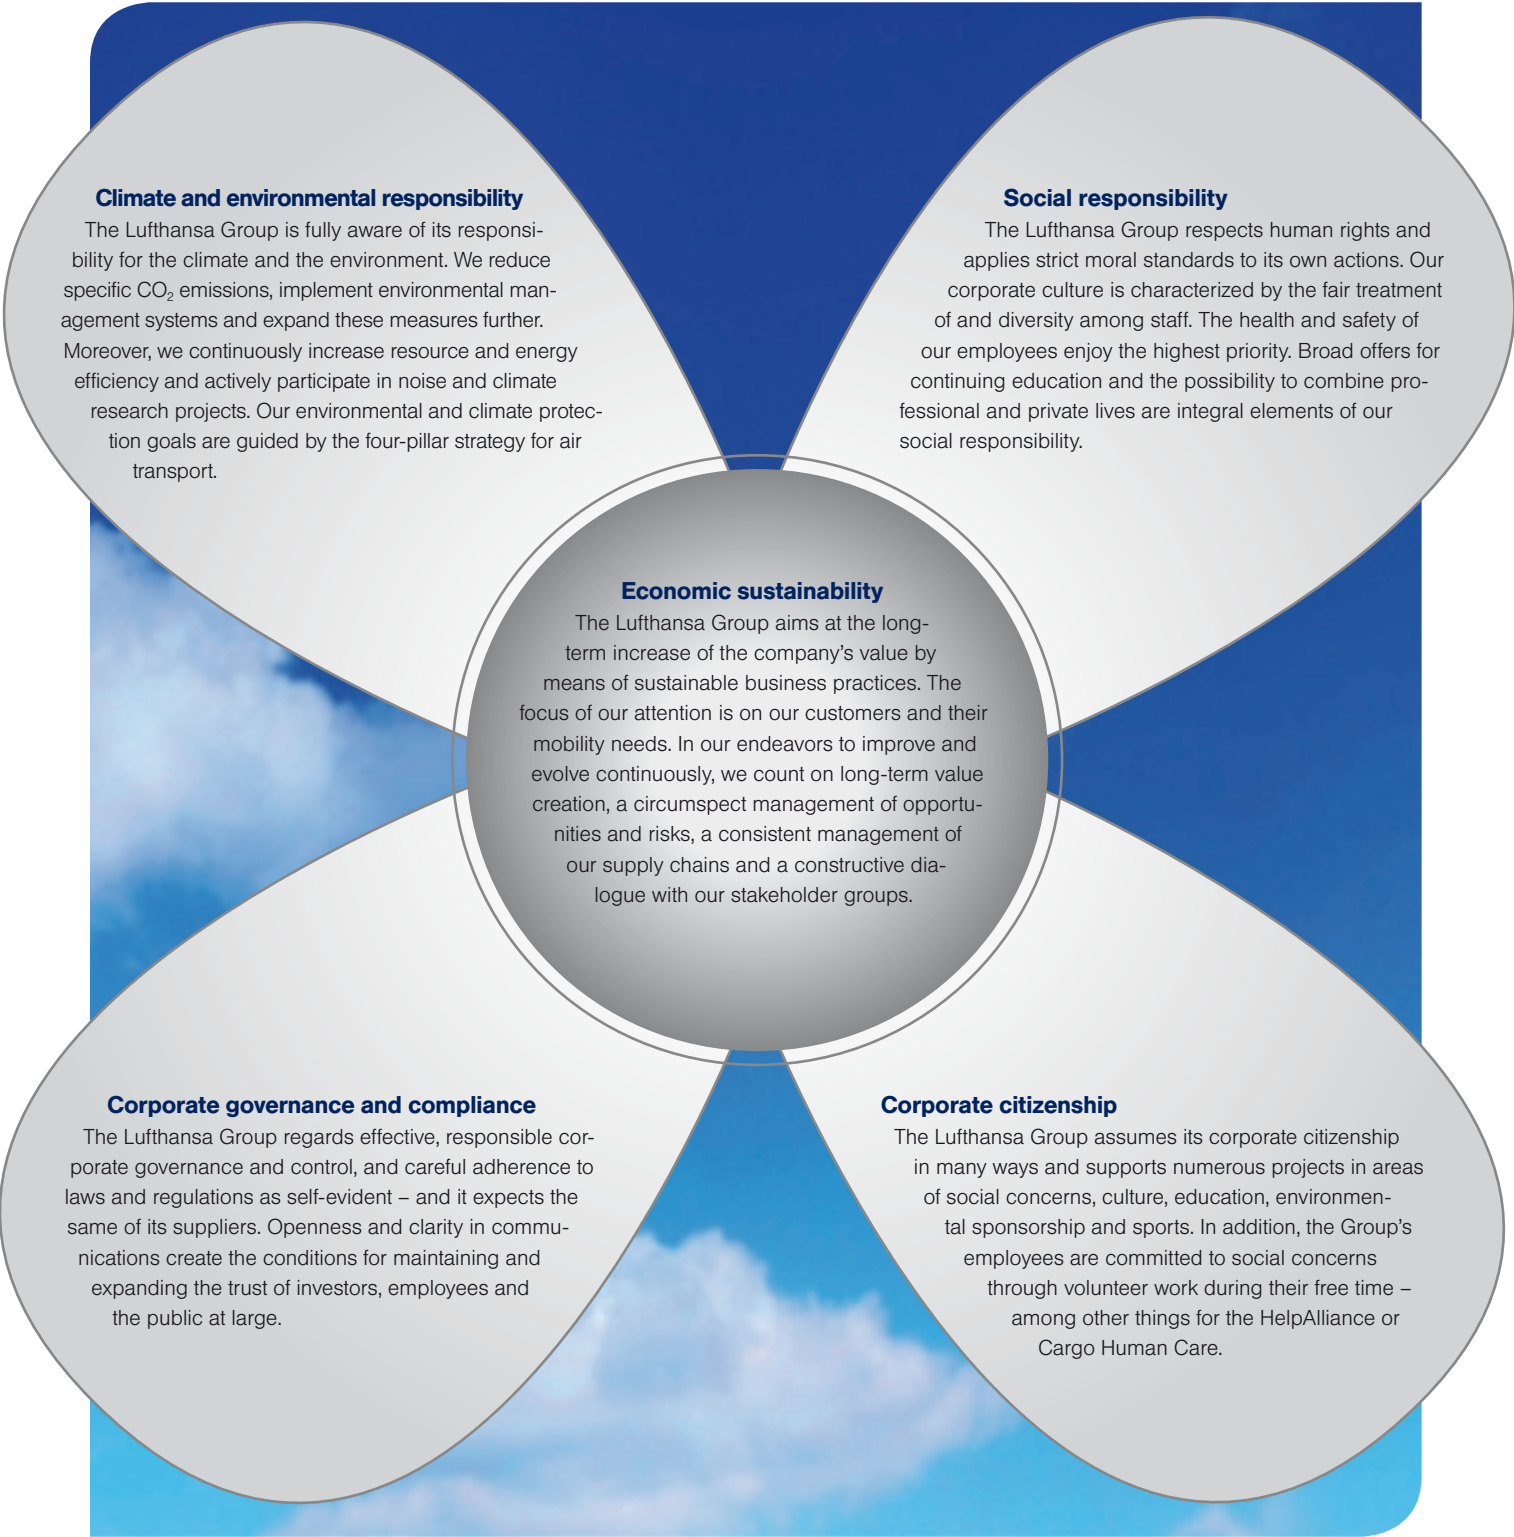 Climate and environmental responsibility
The Lufthansa Group is fully aware of its responsi-
bility for the climate and the environment. We reduce
specific CO₂ emissions, implement environmental man-
agement systems and expand these measures further.
Moreover, we continuously increase resource and energy
efficiency and actively participate in noise and climate
research projects. Our environmental and climate protec-
tion goals are guided by the four-pillar strategy for air
transport.
Social responsibility
The Lufthansa Group respects human rights and
applies strict moral standards to its own actions. Our
corporate culture is characterized by the fair treatment
of and diversity among staff. The health and safety of
our employees enjoy the highest priority. Broad offers for
continuing education and the possibility to combine pro-
fessional and private lives are integral elements of our
social responsibility.
Economic sustainability
The Lufthansa Group aims at the long-
term increase of the company’s value by
means of sustainable business practices. The
focus of our attention is on our customers and their
mobility needs. In our endeavors to improve and
evolve continuously, we count on long-term value
creation, a circumspect management of opportu-
nities and risks, a consistent management of
our supply chains and a constructive dia-
logue with our stakeholder groups.
Corporate governance and compliance
The Lufthansa Group regards effective, responsible cor-
porate governance and control, and careful adherence to
laws and regulations as self-evident – and it expects the
same of its suppliers. Openness and clarity in commu-
nications create the conditions for maintaining and
expanding the trust of investors, employees and
the public at large.
Corporate citizenship
The Lufthansa Group assumes its corporate citizenship
in many ways and supports numerous projects in areas
of social concerns, culture, education, environmen-
tal sponsorship and sports. In addition, the Group’s
employees are committed to social concerns
through volunteer work during their free time –
among other things for the HelpAlliance or
Cargo Human Care.